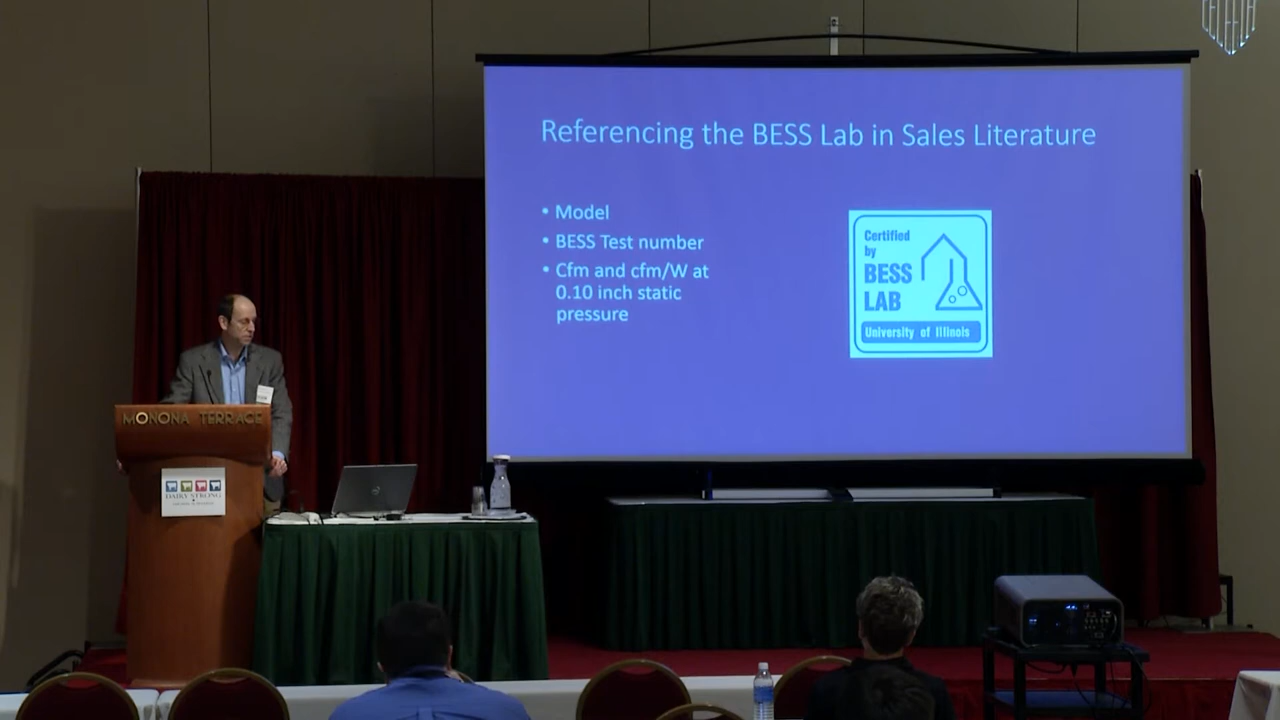 Referencing the BESS Lab in Sales Literature
• Model
• BESS Test number
• Cfm and cfm/W at
0.10 inch static
pressure
Certified
by
BESS
LAB
University of Illinois
MONONA TERRACE
DAIRY STRONG